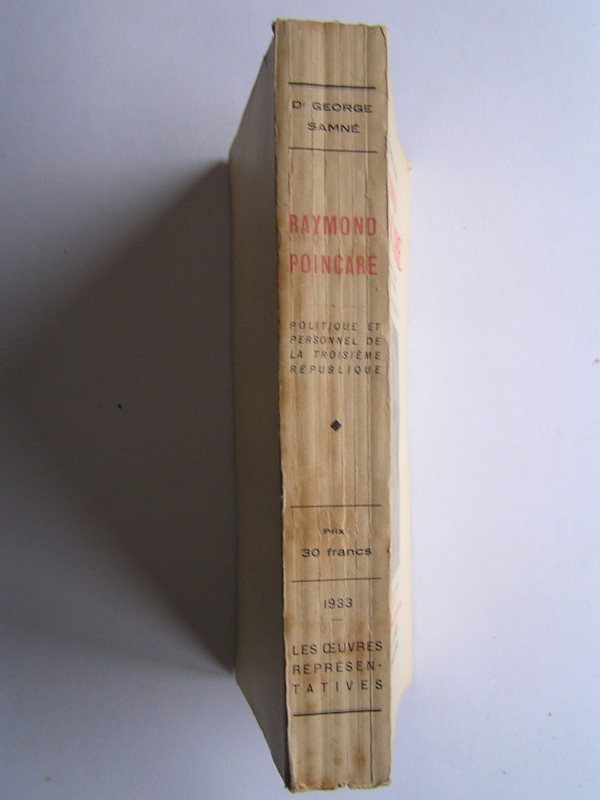 Dr GEORGE
SAMNÉ
RAYMOND
POINCARÉ
POLITIQUE ET
PERSONNEL DE
LA TROISIÈME
RÉPUBLIQUE
Prix
30 francs
1933
LES ŒUVRES
REPRÉSEN-
TATIVES